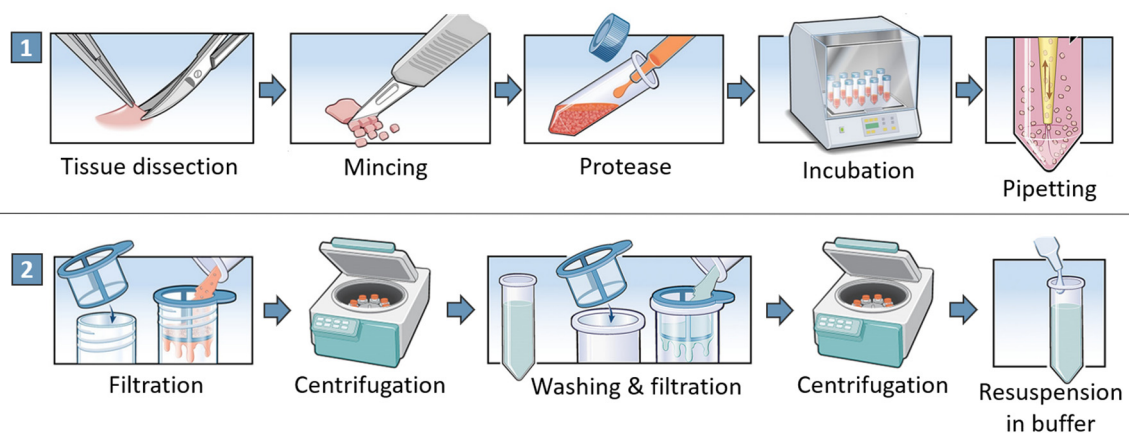 1
Tissue dissection
Mincing
Protease
Incubation
Pipetting
2
Filtration
Centrifugation
Washing & filtration
Centrifugation
Resuspension
in buffer